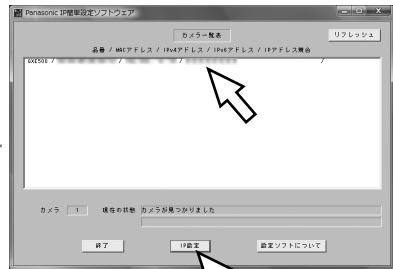 Panasonic IP簡単設定ソフトウェア
カメラ一覧表
リフレッシュ
品番 / MACアドレス / IPv4アドレス / IPv6アドレス / IPアドレス競合
GXE500 / / /
カメラ 1 現在の状態 カメラが見つかりました
終了 IP設定 設定ソフトについて